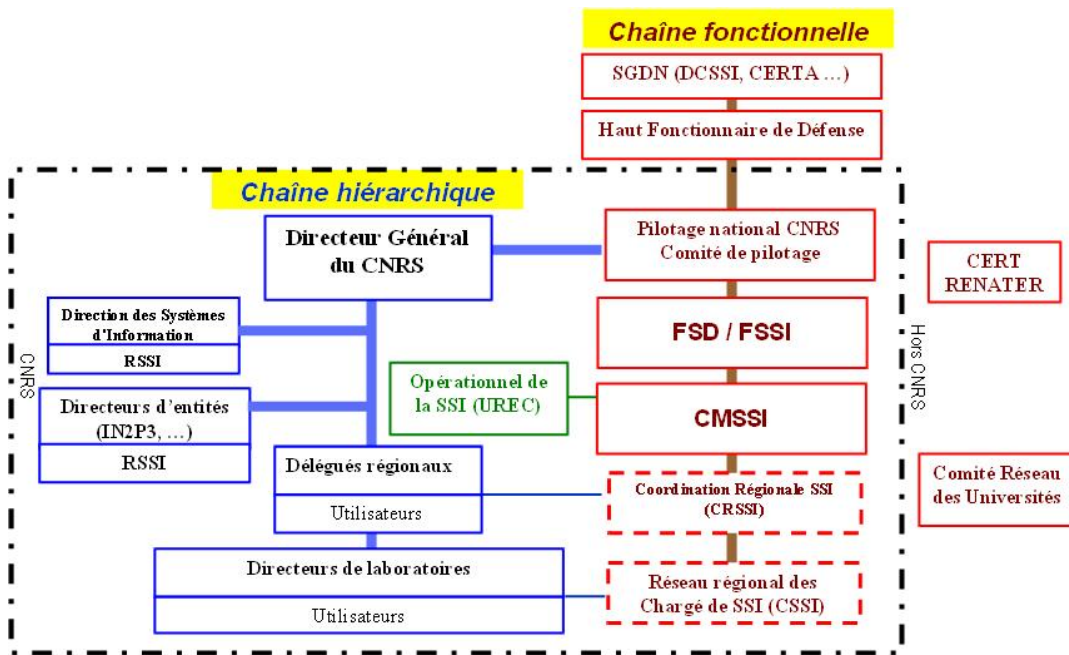 Chaîne fonctionnelle
SGDN (DCSSI, CERTA ...)
Haut Fonctionnaire de Défense
Chaîne hiérarchique
Directeur Général
du CNRS
Pilotage national CNRS
Comité de pilotage
CERT
RENATER
Direction des Systèmes
d'Information
RSSI
FSD / FSSI
CNRS
Hors CNRS
Opérationnel de
la SSI (UREC)
CMSSI
Directeurs d'entités
(IN2P3, ...)
RSSI
Délégués régionaux
Utilisateurs
Coordination Régionale SSI
(CRSSI)
Comité Réseau
des Universités
Directeurs de laboratoires
Utilisateurs
Réseau régional des
Chargé de SSI (CSSI)